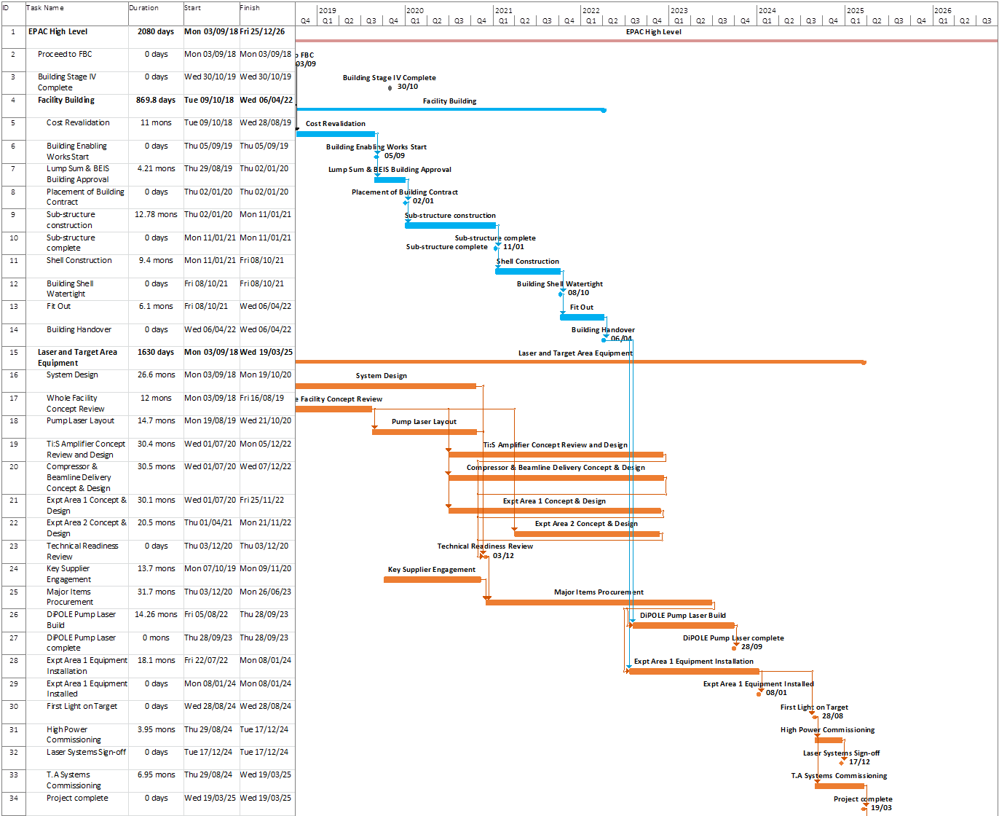 ID Task Name Duration Start Finish
2019 2020 2021 2022 2023 2024 2025 2026
Q4 Q1 Q2 Q3 Q4 Q1 Q2 Q3 Q4 Q1 Q2 Q3 Q4 Q1 Q2 Q3 Q4 Q1 Q2 Q3 Q4 Q1 Q2 Q3 Q4 Q1 Q2 Q3 Q4 Q1 Q2 Q3
1 EPAC High Level 2080 days Mon 03/09/18 Fri 25/12/26 EPAC High Level
2 Proceed to FBC 0 days Mon 03/09/18 Mon 03/09/18 o FBC
03/09
3 Building Stage IV 0 days Wed 30/10/19 Wed 30/10/19 Building Stage IV Complete
Complete 30/10
4 Facility Building 869.8 days Tue 09/10/18 Wed 06/04/22 Facility Building
5 Cost Revalidation 11 mons Tue 09/10/18 Wed 28/08/19 Cost Revalidation
6 Building Enabling 0 days Thu 05/09/19 Thu 05/09/19 Building Enabling Works Start
Works Start 05/09
7 Lump Sum & BEIS 4.21 mons Thu 29/08/19 Thu 02/01/20 Lump Sum & BEIS Building Approval
Building Approval
8 Placement of Building 0 days Thu 02/01/20 Thu 02/01/20 Placement of Building Contract
Contract 02/01
9 Sub-structure 12.78 mons Thu 02/01/20 Mon 11/01/21 Sub-structure construction
construction
10 Sub-structure 0 days Mon 11/01/21 Mon 11/01/21 Sub-structure complete
complete Sub-structure complete 11/01
11 Shell Construction 9.4 mons Mon 11/01/21 Fri 08/10/21 Shell Construction
12 Building Shell 0 days Fri 08/10/21 Fri 08/10/21 Building Shell Watertight
Watertight 08/10
13 Fit Out 6.1 mons Fri 08/10/21 Wed 06/04/22 Fit Out
14 Building Handover 0 days Wed 06/04/22 Wed 06/04/22 Building Handover
06/04
15 Laser and Target Area 1630 days Mon 03/09/18 Wed 19/03/25 Laser and Target Area Equipment
Equipment
16 System Design 26.6 mons Mon 03/09/18 Mon 19/10/20 System Design
17 Whole Facility 12 mons Mon 03/09/18 Fri 16/08/19 e Facility Concept Review
Concept Review
18 Pump Laser Layout 14.7 mons Mon 19/08/19 Wed 21/10/20 Pump Laser Layout
19 Ti:S Amplifier Concept 30.4 mons Wed 01/07/20 Mon 05/12/22 Ti:S Amplifier Concept Review and Design
Review and Design
20 Compressor & 30.5 mons Wed 01/07/20 Wed 07/12/22 Compressor & Beamline Delivery Concept & Design
Beamline Delivery
Concept & Design
21 Expt Area 1 Concept & 30.1 mons Wed 01/07/20 Fri 25/11/22 Expt Area 1 Concept & Design
Design
22 Expt Area 2 Concept & 20.5 mons Thu 01/04/21 Mon 21/11/22 Expt Area 2 Concept & Design
Design
23 Technical Readiness 0 days Thu 03/12/20 Thu 03/12/20 Technical Readiness Review
Review 03/12
24 Key Supplier 13.7 mons Mon 07/10/19 Mon 09/11/20 Key Supplier Engagement
Engagement
25 Major Items 31.7 mons Thu 03/12/20 Mon 26/06/23 Major Items Procurement
Procurement
26 DiPOLE Pump Laser 14.26 mons Fri 05/08/22 Thu 28/09/23 DiPOLE Pump Laser Build
Build
27 DiPOLE Pump Laser 0 mons Thu 28/09/23 Thu 28/09/23 DiPOLE Pump Laser complete
complete 28/09
28 Expt Area 1 Equipment 18.1 mons Fri 22/07/22 Mon 08/01/24 Expt Area 1 Equipment Installation
Installation
29 Expt Area 1 Equipment 0 days Mon 08/01/24 Mon 08/01/24 Expt Area 1 Equipment Installed
Installed 08/01
30 First Light on Target 0 days Wed 28/08/24 Wed 28/08/24 First Light on Target
28/08
31 High Power 3.95 mons Thu 29/08/24 Tue 17/12/24 High Power Commissioning
Commissioning
32 Laser Systems Sign-off 0 days Tue 17/12/24 Tue 17/12/24 Laser Systems Sign-off
17/12
33 T.A Systems 6.95 mons Thu 29/08/24 Wed 19/03/25 T.A Systems Commissioning
Commissioning
34 Project complete 0 days Wed 19/03/25 Wed 19/03/25 Project complete
19/03